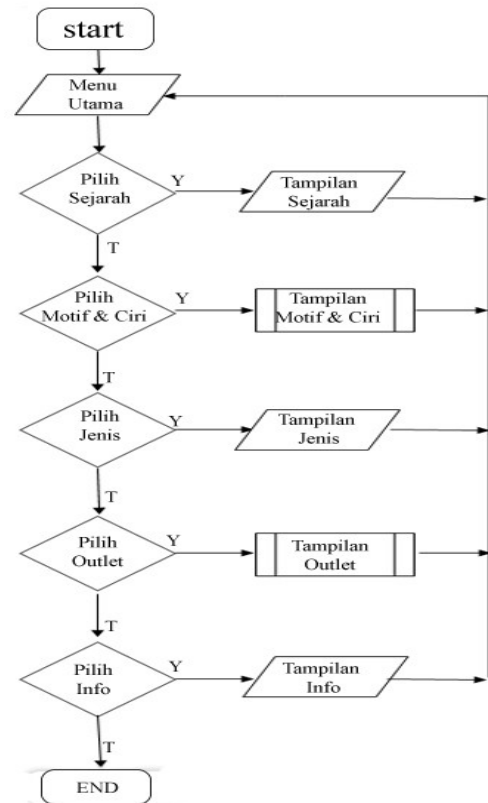 start
Menu
Utama
Pilih
Sejarah
Y
Tampilan
Sejarah
T
Pilih
Motif & Ciri
Y
Tampilan
Motif & Ciri
T
Pilih
Jenis
Y
Tampilan
Jenis
T
Pilih
Outlet
Y
Tampilan
Outlet
T
Pilih
Info
Y
Tampilan
Info
T
END